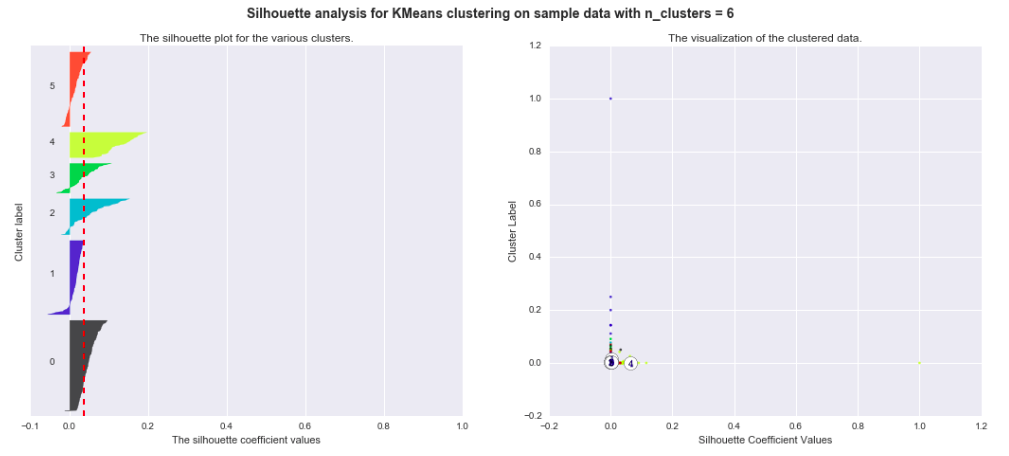 Silhouette analysis for KMeans clustering on sample data with n_clusters = 6
The silhouette plot for the various clusters.
Cluster label
5
4
3
2
1
0
−0.1 0.0 0.2 0.4 0.6 0.8 1.0
The silhouette coefficient values
The visualization of the clustered data.
Cluster Label
1.2
1.0
0.8
0.6
0.4
0.2
0.0
−0.2
4
−0.2 0.0 0.2 0.4 0.6 0.8 1.0 1.2
Silhouette Coefficient Values